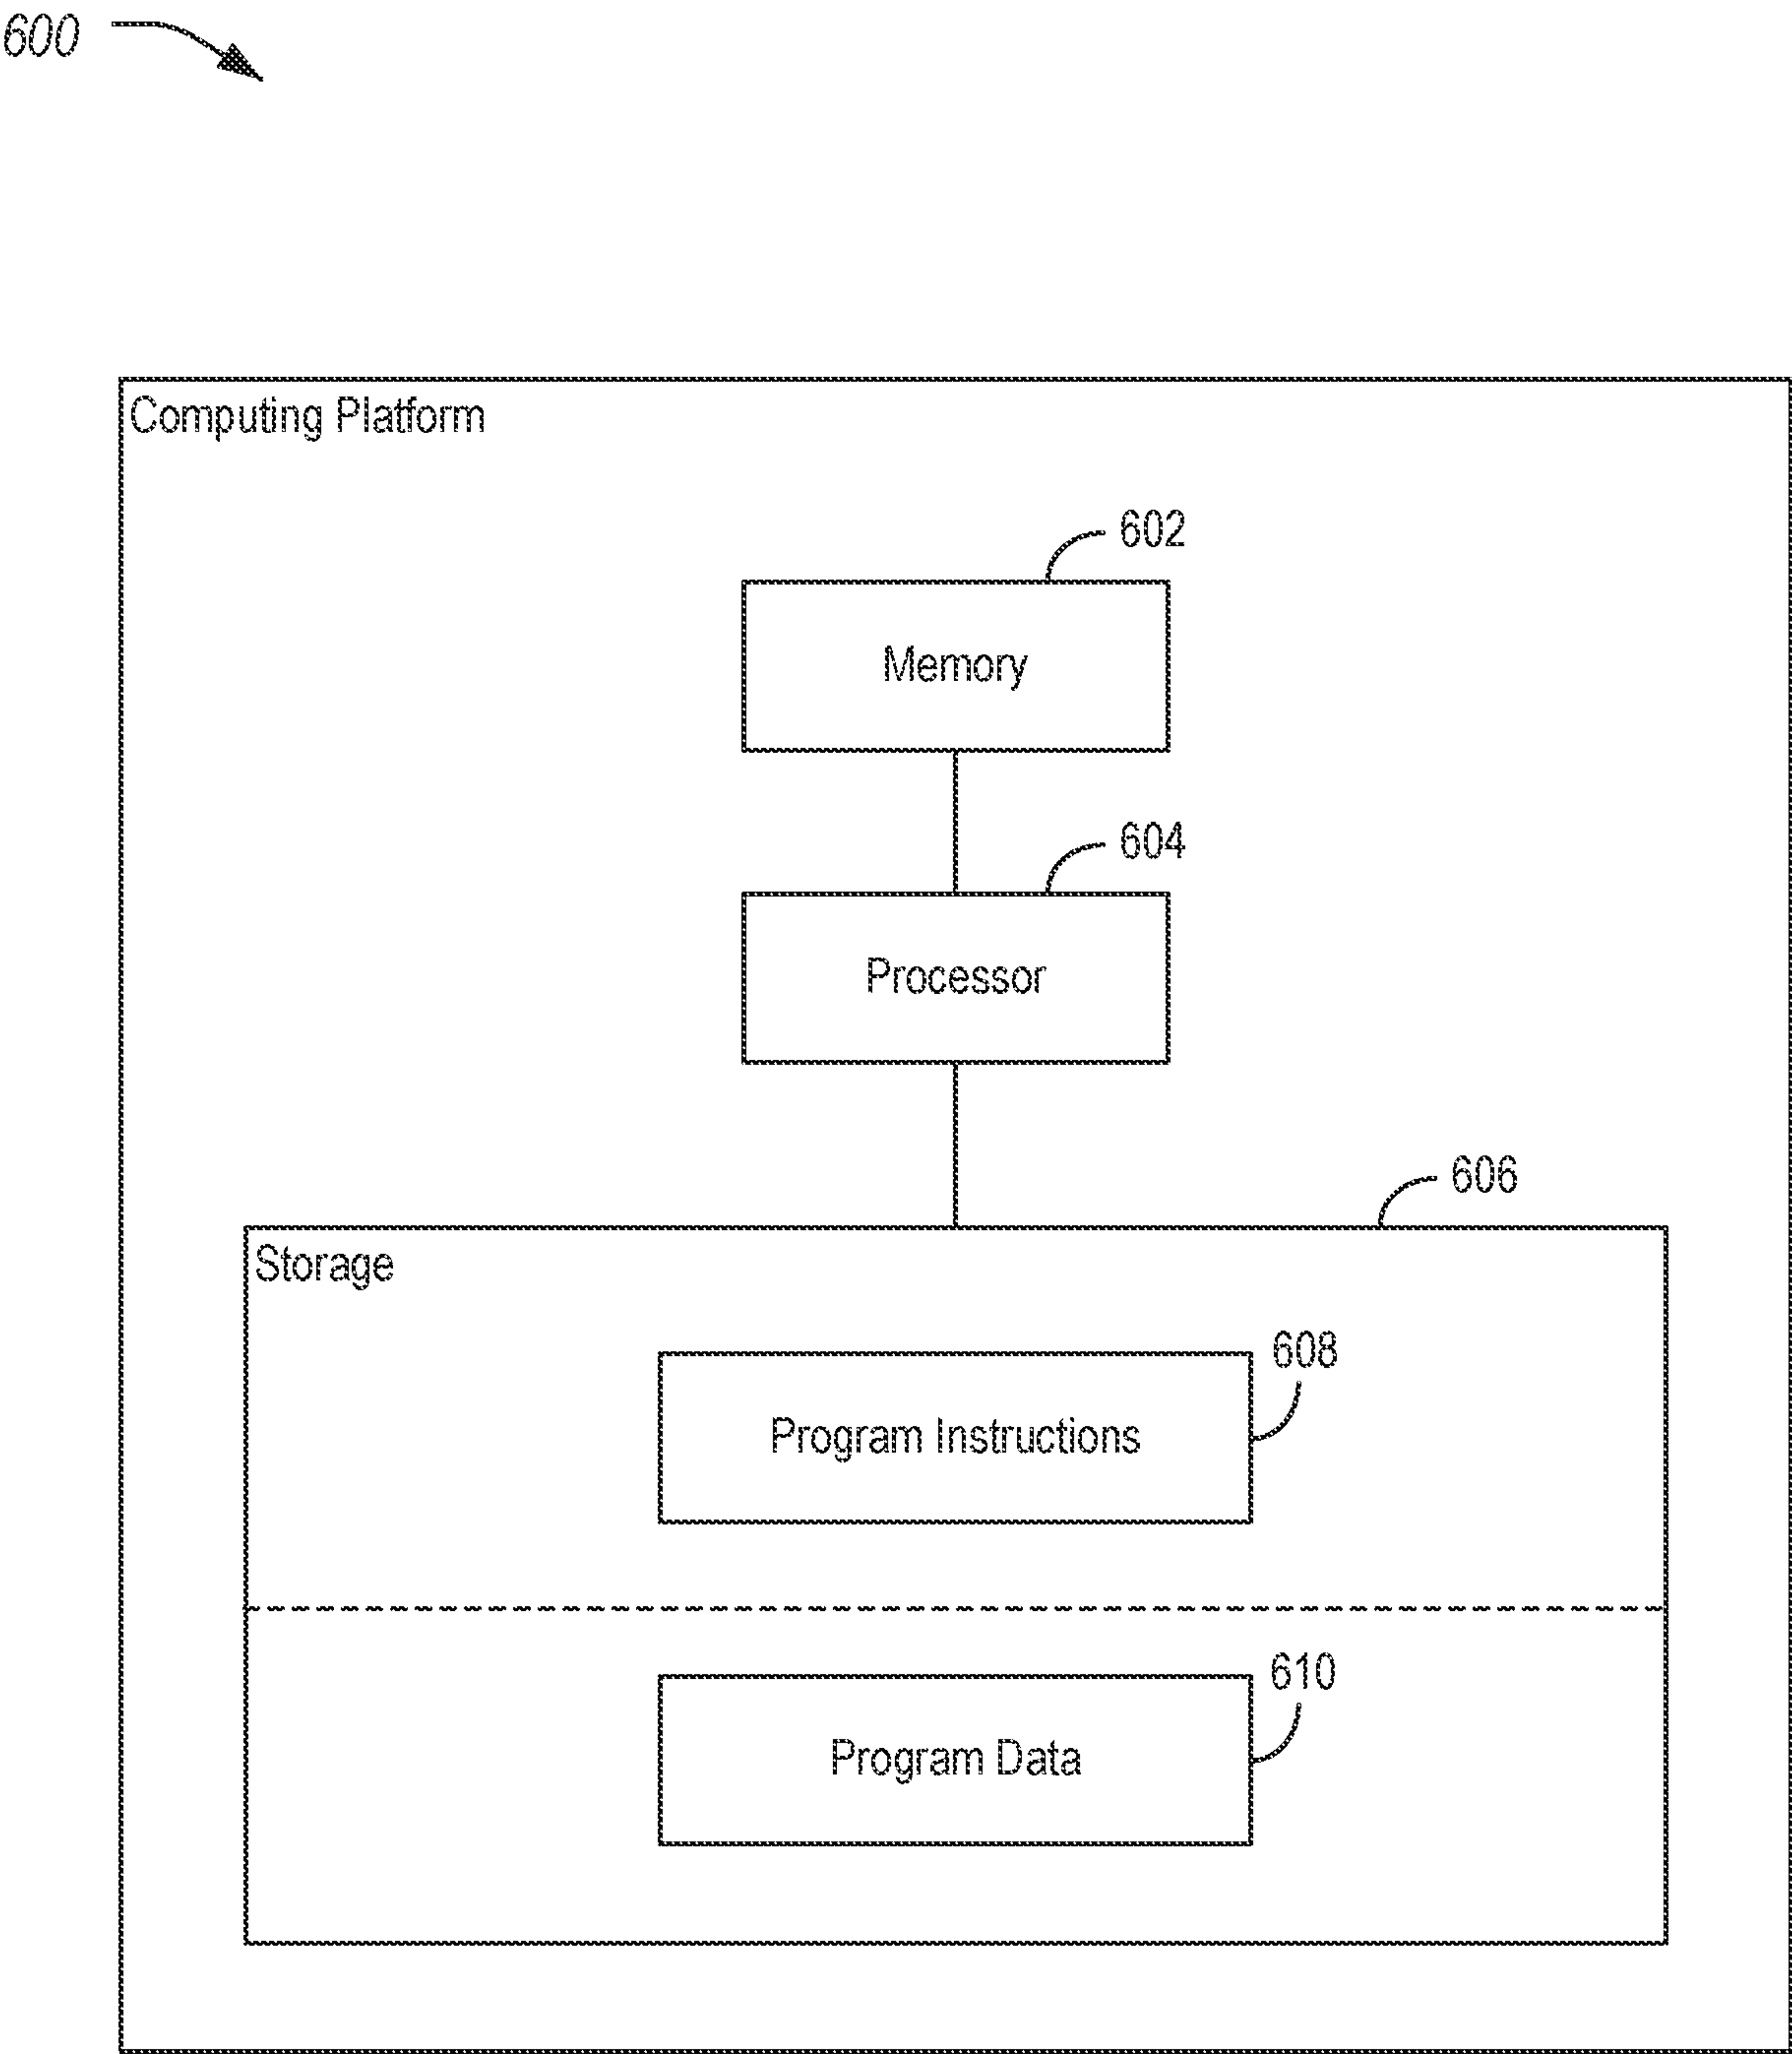 600
Computing Platform
602
Memory
604
Processor
606
Storage
608
Program Instructions
610
Program Data